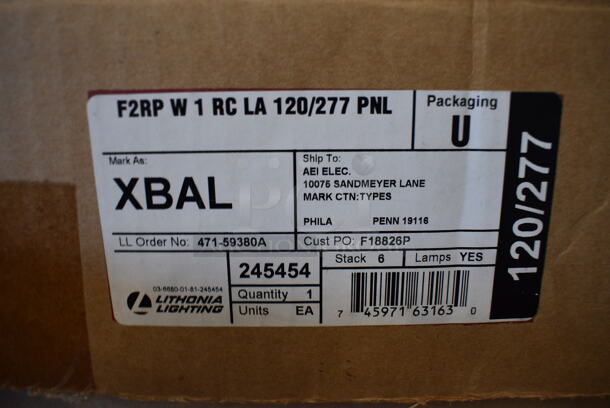 F2RP W 1 RC LA 120/277 PNL
Packaging
U
Mark As:
XBAL
Ship To:
AEI ELEC.
10075 SANDMEYER LANE
MARK CTN:TYPES
PHILA PENN 19116
LL Order No: 471-59380A
Cust PO: F18826P
245454
Stack 6
Lamps YES
03-6680-01-81-245454
LITHONIA
LIGHTING
Quantity 1
Units EA
7 45971 63163 0
120/277